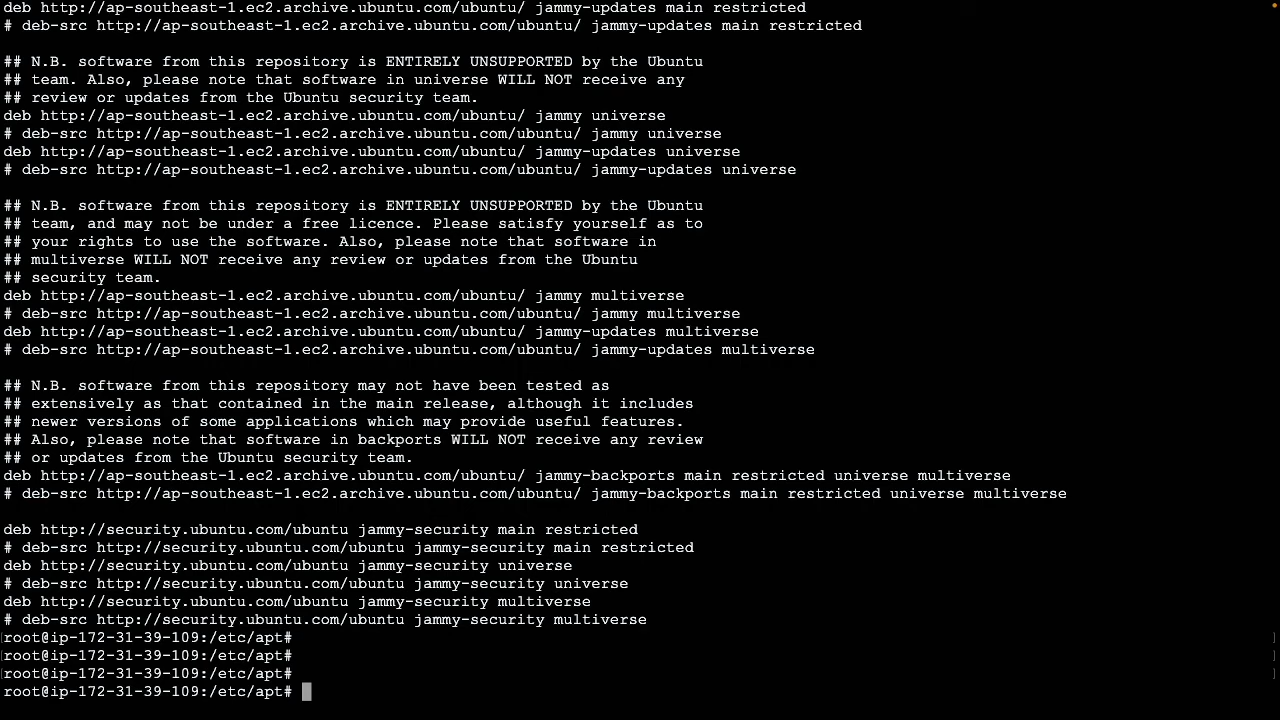 deb http://ap-southeast-1.ec2.archive.ubuntu.com/ubuntu/ jammy-updates main restricted
# deb-src http://ap-southeast-1.ec2.archive.ubuntu.com/ubuntu/ jammy-updates main restricted
## N.B. software from this repository is ENTIRELY UNSUPPORTED by the Ubuntu
## team. Also, please note that software in universe WILL NOT receive any
## review or updates from the Ubuntu security team.
deb http://ap-southeast-1.ec2.archive.ubuntu.com/ubuntu/ jammy universe
# deb-src http://ap-southeast-1.ec2.archive.ubuntu.com/ubuntu/ jammy universe
deb http://ap-southeast-1.ec2.archive.ubuntu.com/ubuntu/ jammy-updates universe
# deb-src http://ap-southeast-1.ec2.archive.ubuntu.com/ubuntu/ jammy-updates universe
## N.B. software from this repository is ENTIRELY UNSUPPORTED by the Ubuntu
## team, and may not be under a free licence. Please satisfy yourself as to
## your rights to use the software. Also, please note that software in
## multiverse WILL NOT receive any review or updates from the Ubuntu
## security team.
deb http://ap-southeast-1.ec2.archive.ubuntu.com/ubuntu/ jammy multiverse
# deb-src http://ap-southeast-1.ec2.archive.ubuntu.com/ubuntu/ jammy multiverse
deb http://ap-southeast-1.ec2.archive.ubuntu.com/ubuntu/ jammy-updates multiverse
# deb-src http://ap-southeast-1.ec2.archive.ubuntu.com/ubuntu/ jammy-updates multiverse
## N.B. software from this repository may not have been tested as
## extensively as that contained in the main release, although it includes
## newer versions of some applications which may provide useful features.
## Also, please note that software in backports WILL NOT receive any review
## or updates from the Ubuntu security team.
deb http://ap-southeast-1.ec2.archive.ubuntu.com/ubuntu/ jammy-backports main restricted universe multiverse
# deb-src http://ap-southeast-1.ec2.archive.ubuntu.com/ubuntu/ jammy-backports main restricted universe multiverse
deb http://security.ubuntu.com/ubuntu jammy-security main restricted
# deb-src http://security.ubuntu.com/ubuntu jammy-security main restricted
deb http://security.ubuntu.com/ubuntu jammy-security universe
# deb-src http://security.ubuntu.com/ubuntu jammy-security universe
deb http://security.ubuntu.com/ubuntu jammy-security multiverse
# deb-src http://security.ubuntu.com/ubuntu jammy-security multiverse
[root@ip-172-31-39-109:/etc/apt# ]
[root@ip-172-31-39-109:/etc/apt# ]
[root@ip-172-31-39-109:/etc/apt# ]
root@ip-172-31-39-109:/etc/apt#